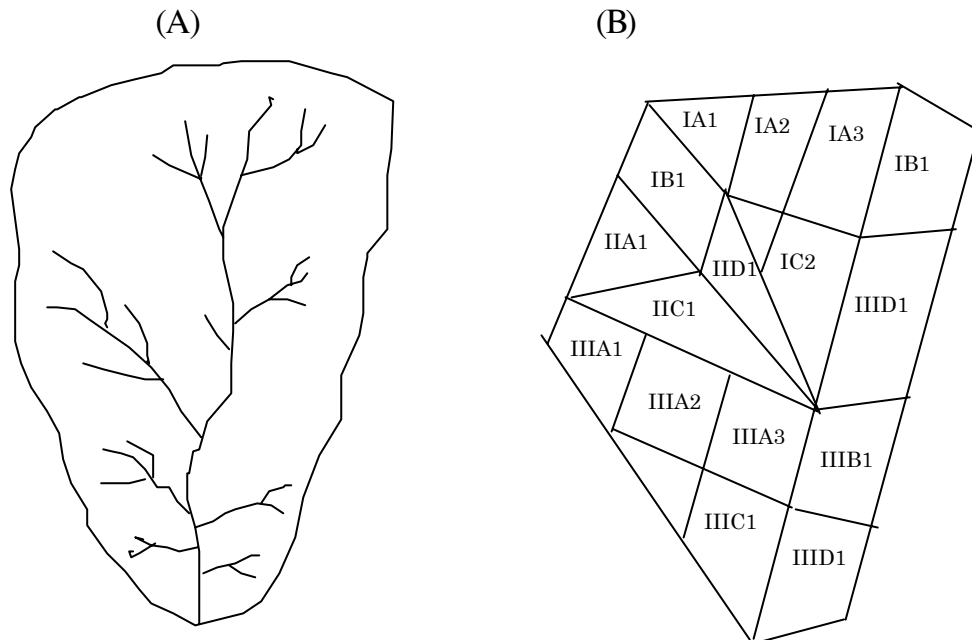 (A) (B)
IA1 IA2 IA3 IB1
IB1
IIA1 IID1 IC2 IIID1
IIC1
IIIA1
IIIA2
IIIA3 IIIB1
IIIC1
IIID1